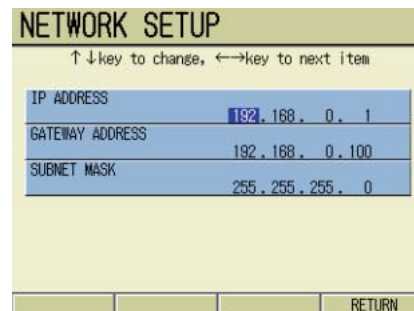 NETWORK SETUP
↑↓key to change, ←→key to next item
IP ADDRESS
192.168.  0.  1
GATEWAY ADDRESS
192.168.  0.100
SUBNET MASK
255.255.255.  0
RETURN